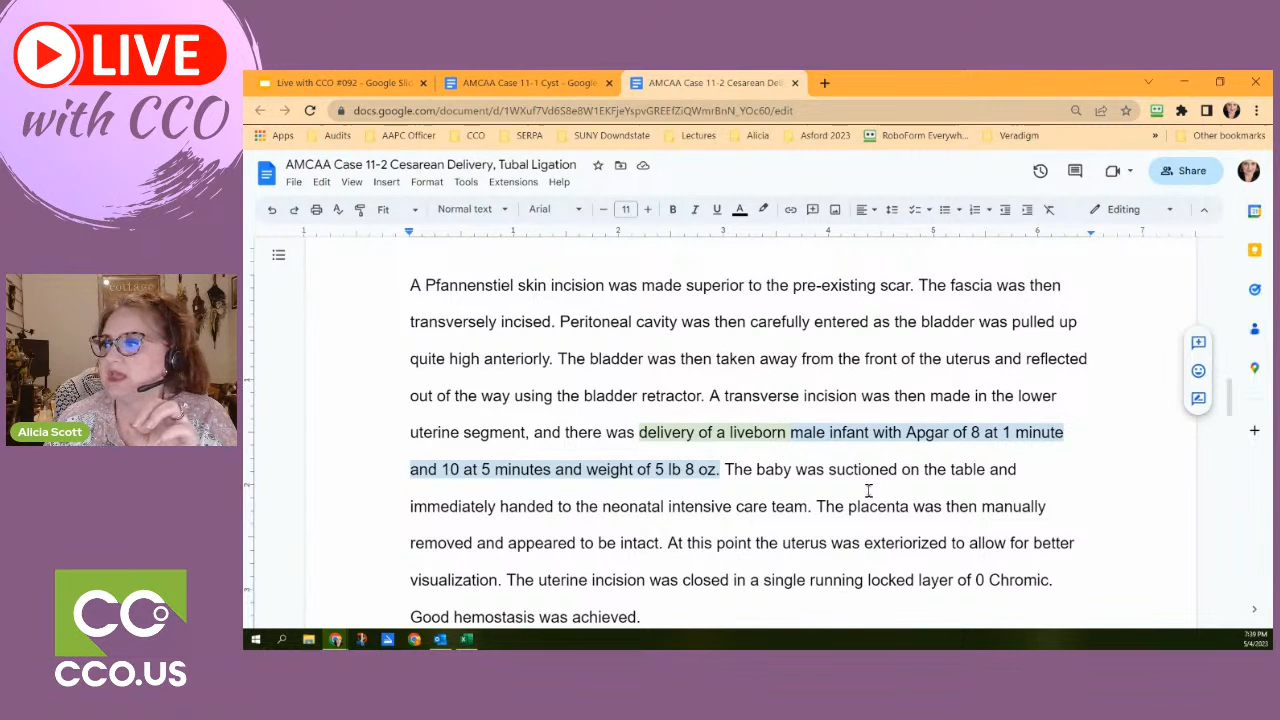 LIVE
with CCO
Live with CCO #092 - Google Slid
AMCAA Case 11-1 Cyst - Google
AMCAA Case 11-2 Cesarean Deli
docs.google.com/document/d/1WXuf7Vd6S8e8W1EKFjeYspvGREEfZiQWmrBnN_YOc60/edit
Apps
Audits
AAPC Officer
CCO
SERPA
SUNY Downstate
Lectures
Alicia
Asford 2023
RoboForm Everywh...
Veradigm
»
Other bookmarks
AMCAA Case 11-2 Cesarean Delivery, Tubal Ligation
File Edit View Insert Format Tools Extensions Help
Share
Fit
Normal text
Arial
11
B I U A
Editing
1 1 2 3 4 5 6 7
A Pfannenstiel skin incision was made superior to the pre-existing scar. The fascia was then
transversely incised. Peritoneal cavity was then carefully entered as the bladder was pulled up
quite high anteriorly. The bladder was then taken away from the front of the uterus and reflected
out of the way using the bladder retractor. A transverse incision was then made in the lower
uterine segment, and there was delivery of a liveborn male infant with Apgar of 8 at 1 minute
and 10 at 5 minutes and weight of 5 lb 8 oz. The baby was suctioned on the table and
immediately handed to the neonatal intensive care team. The placenta was then manually
removed and appeared to be intact. At this point the uterus was exteriorized to allow for better
visualization. The uterine incision was closed in a single running locked layer of 0 Chromic.
Good hemostasis was achieved.
Alicia Scott
CCO
CCO.US
7:39 PM
5/4/2023